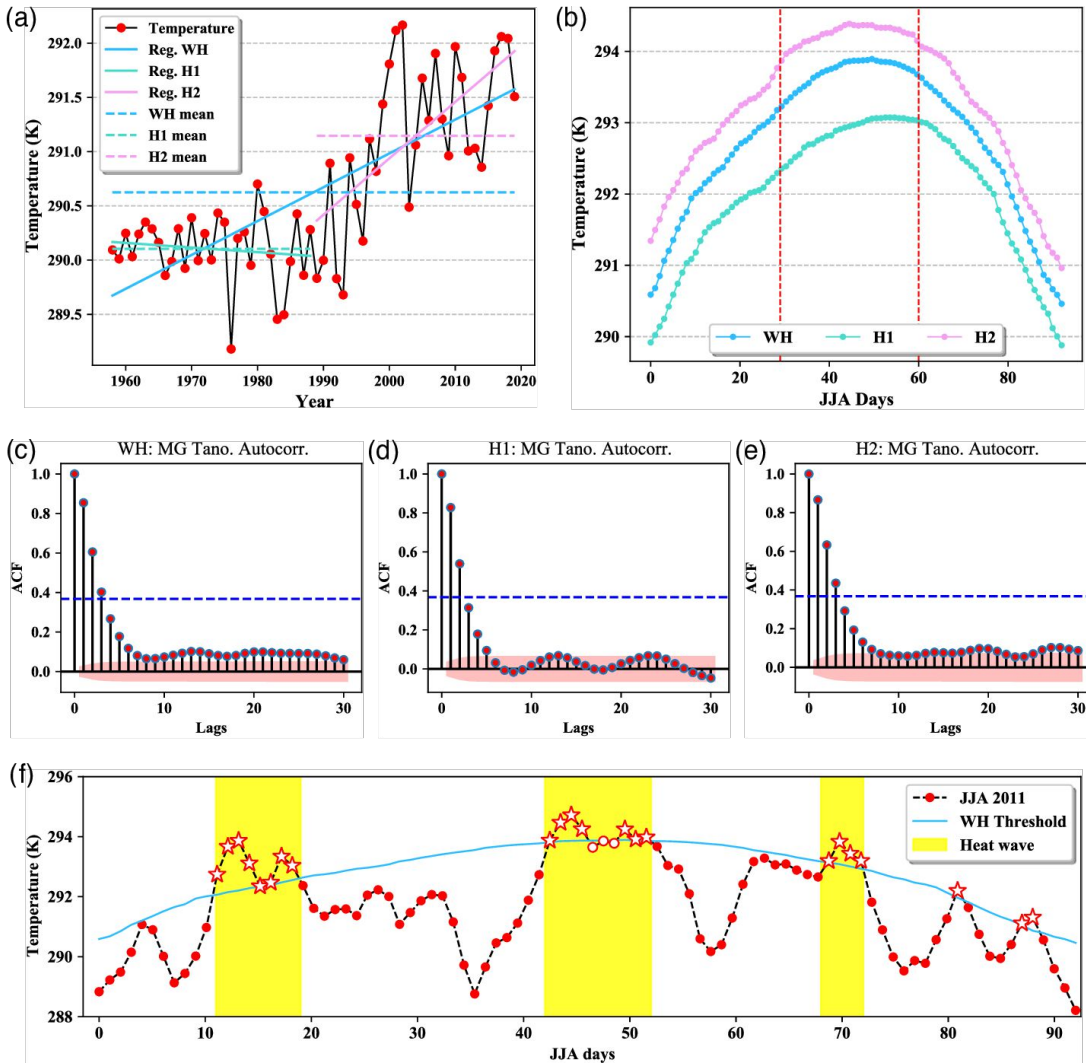 (a)
Temperature
Reg. WH
Reg. H1
Reg. H2
WH mean
H1 mean
H2 mean
Temperature (K)
292.0
291.5
291.0
290.5
290.0
289.5
1960 1970 1980 1990 2000 2010 2020
Year
(b)
Temperature (K)
294
293
292
291
290
WH H1 H2
0 20 40 60 80
JJA Days
(c)
WH: MG Tano. Autocorr.
ACF
1.0
0.8
0.6
0.4
0.2
0.0
0 10 20 30
Lags
(d)
H1: MG Tano. Autocorr.
ACF
1.0
0.8
0.6
0.4
0.2
0.0
0 10 20 30
Lags
(e)
H2: MG Tano. Autocorr.
ACF
1.0
0.8
0.6
0.4
0.2
0.0
0 10 20 30
Lags
(f)
Temperature (K)
296
294
292
290
288
JJA 2011
WH Threshold
Heat wave
0 10 20 30 40 50 60 70 80 90
JJA days